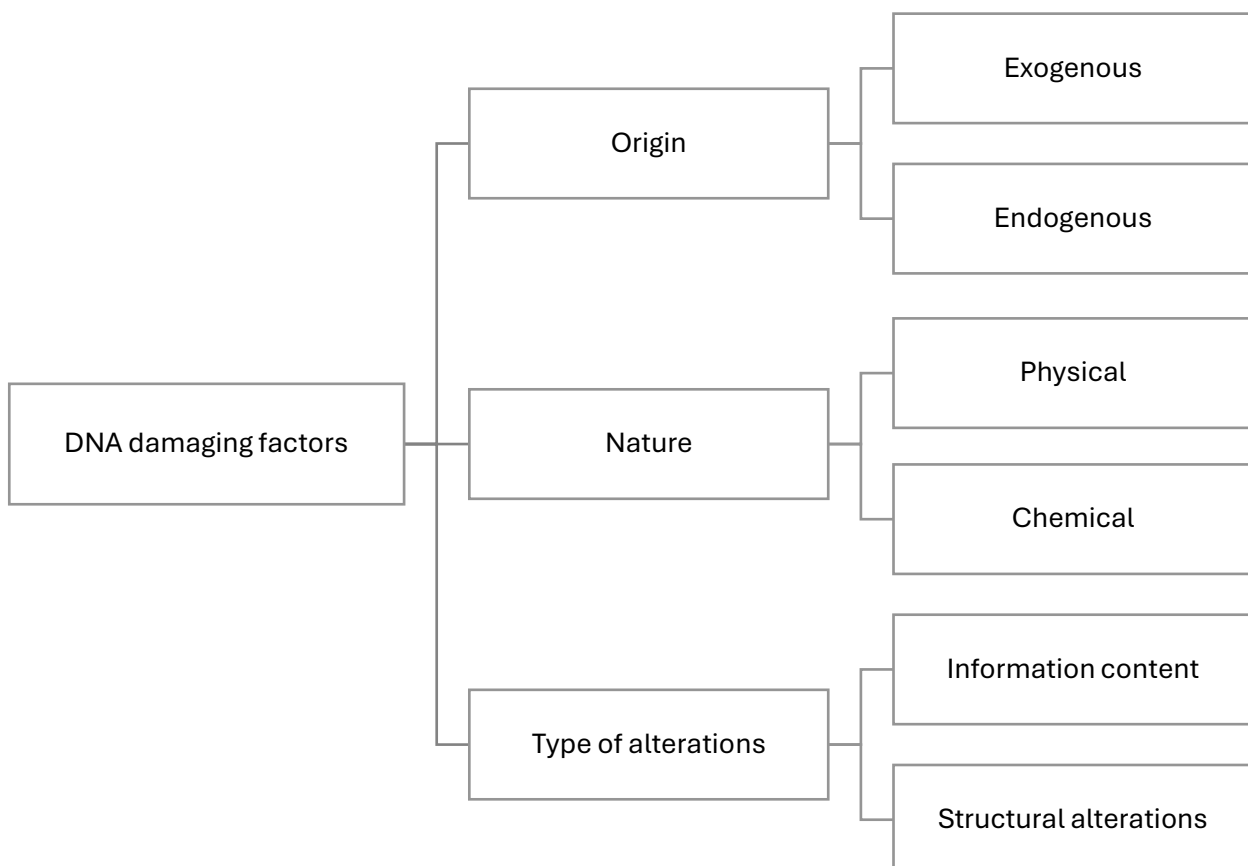 Exogenous
Origin
Endogenous
Physical
DNA damaging factors
Nature
Chemical
Information content
Type of alterations
Structural alterations